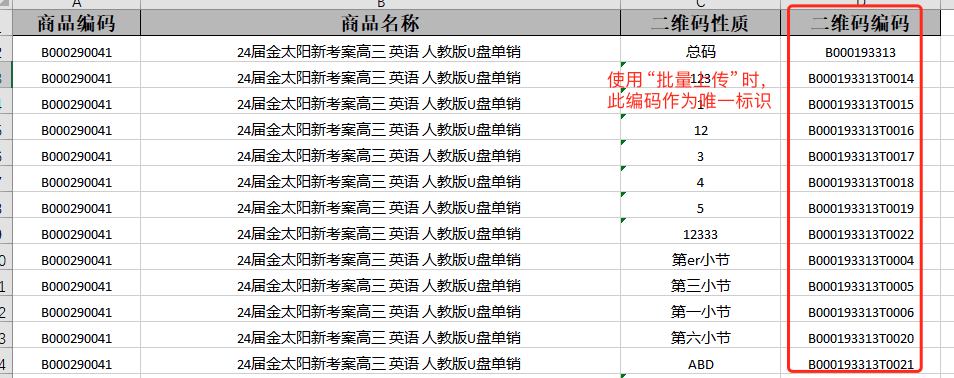 A B C D
商品编码 商品名称 二维码性质 二维码编码
B000290041 24届金太阳新考案高三 英语 人教版U盘单销 总码 B000193313
B000290041 24届金太阳新考案高三 英语 人教版U盘单销 123 B000193313T0014
使用“批量上传”时,
此编码作为唯一标识
B000290041 24届金太阳新考案高三 英语 人教版U盘单销 B000193313T0015
B000290041 24届金太阳新考案高三 英语 人教版U盘单销 12 B000193313T0016
B000290041 24届金太阳新考案高三 英语 人教版U盘单销 3 B000193313T0017
B000290041 24届金太阳新考案高三 英语 人教版U盘单销 4 B000193313T0018
B000290041 24届金太阳新考案高三 英语 人教版U盘单销 5 B000193313T0019
B000290041 24届金太阳新考案高三 英语 人教版U盘单销 12333 B000193313T0022
B000290041 24届金太阳新考案高三 英语 人教版U盘单销 第er小节 B000193313T0004
B000290041 24届金太阳新考案高三 英语 人教版U盘单销 第三小节 B000193313T0005
B000290041 24届金太阳新考案高三 英语 人教版U盘单销 第一小节 B000193313T0006
B000290041 24届金太阳新考案高三 英语 人教版U盘单销 第六小节 B000193313T0020
B000290041 24届金太阳新考案高三 英语 人教版U盘单销 ABD B000193313T0021